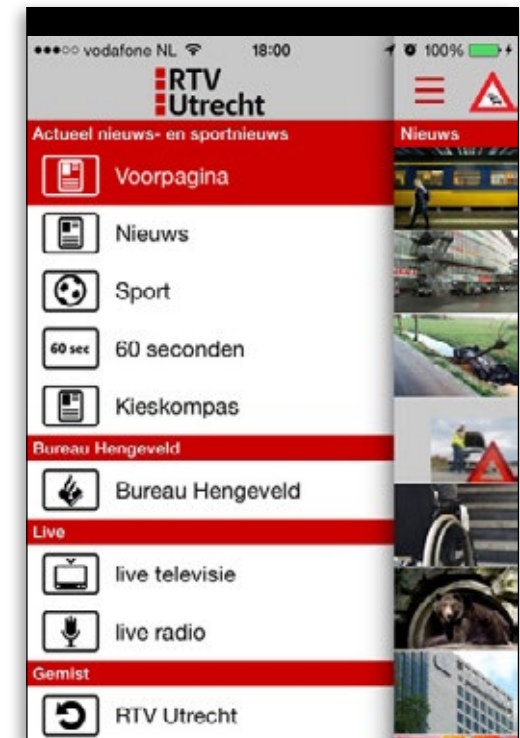 vodafone NL 18:00 100%
RTV
Utrecht
Actueel nieuws- en sportnieuws
Voorpagina
Nieuws
Sport
60 sec 60 seconden
Kieskompas
Bureau Hengeveld
Bureau Hengeveld
Live
live televisie
live radio
Gemist
RTV Utrecht
Nieuws